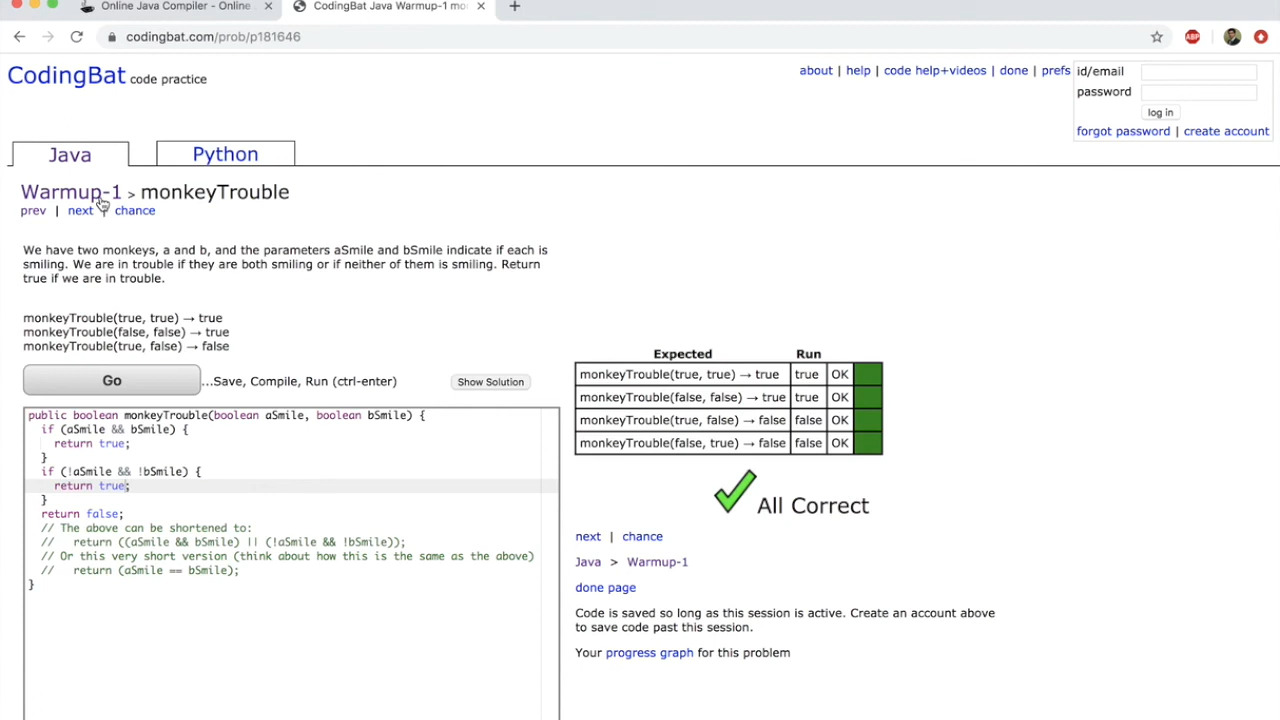 Online Java Compiler - Online
CodingBat Java Warmup-1 mo
codingbat.com/prob/p181646
ABP
CodingBat code practice
about | help | code help+videos | done | prefs
id/email
password
log in
forgot password | create account
Java
Python
Warmup-1 > monkeyTrouble
prev | next | chance
We have two monkeys, a and b, and the parameters aSmile and bSmile indicate if each is
smiling. We are in trouble if they are both smiling or if neither of them is smiling. Return
true if we are in trouble.
monkeyTrouble(true, true) → true
monkeyTrouble(false, false) → true
monkeyTrouble(true, false) → false
Go
...Save, Compile, Run (ctrl-enter)
Show Solution
public boolean monkeyTrouble(boolean aSmile, boolean bSmile) {
if (aSmile && bSmile) {
return true;
}
if (!aSmile && !bSmile) {
return true;
}
return false;
// The above can be shortened to:
// return ((aSmile && bSmile) || (!aSmile && !bSmile));
// Or this very short version (think about how this is the same as the above)
// return (aSmile == bSmile);
}
Expected Run
monkeyTrouble(true, true) → true true OK
monkeyTrouble(false, false) → true true OK
monkeyTrouble(true, false) → false false OK
monkeyTrouble(false, true) → false false OK
All Correct
next | chance
Java > Warmup-1
done page
Code is saved so long as this session is active. Create an account above
to save code past this session.
Your progress graph for this problem